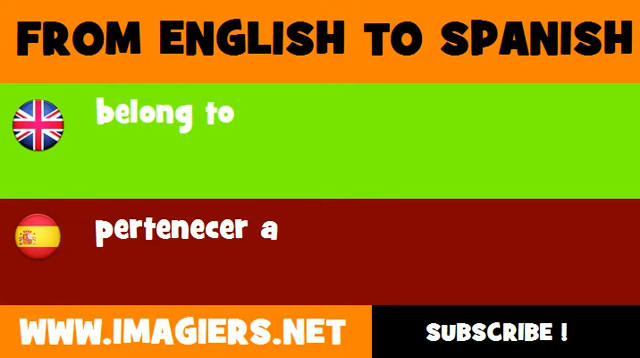 FROM ENGLISH TO SPANISH
belong to
pertenecer a
WWW.IMAGIERS.NET
SUBSCRIBE !